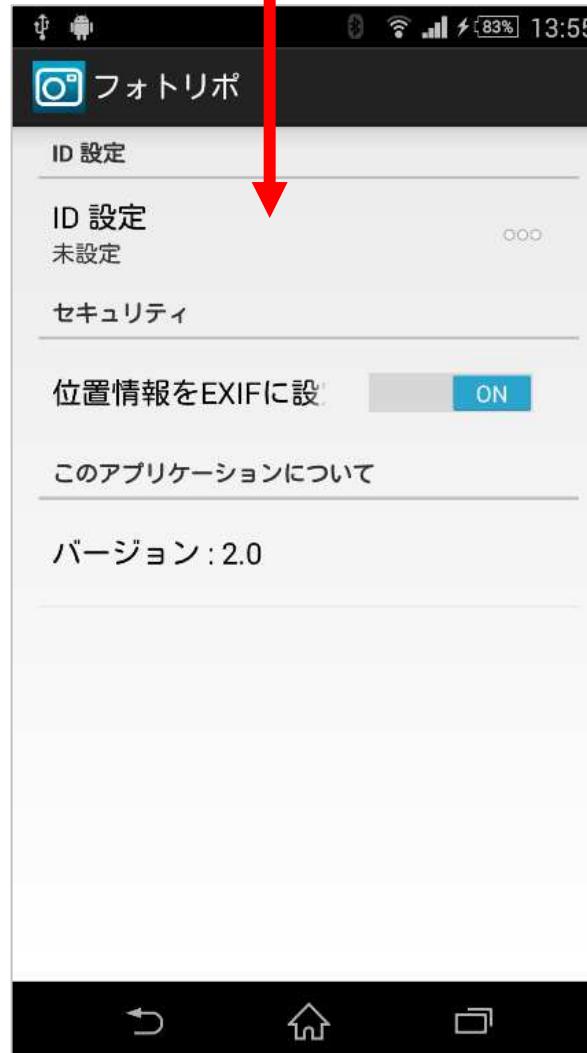 83% 13:55
フォトリポ
ID 設定
ID 設定
未設定
セキュリティ
位置情報をEXIFに設
ON
このアプリケーションについて
バージョン : 2.0